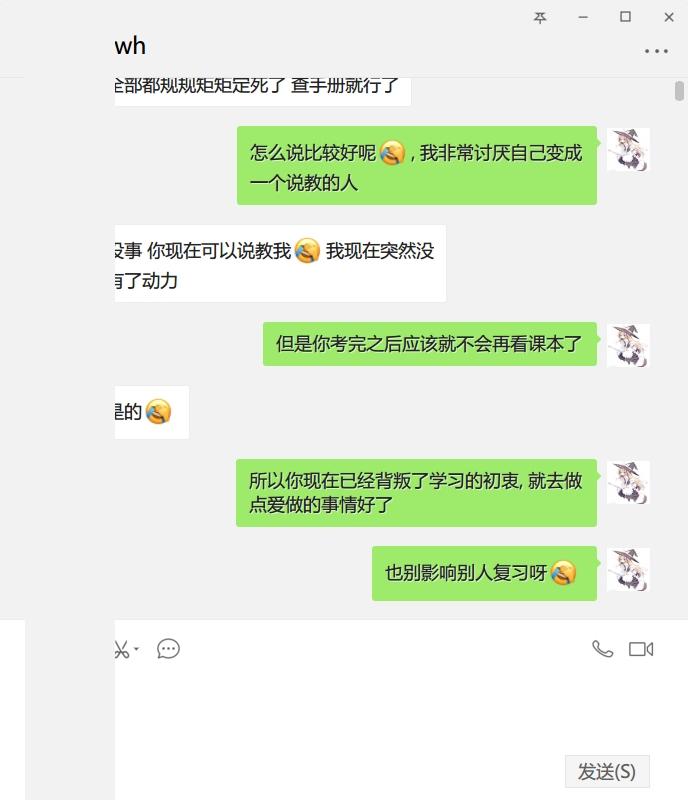 wh
全部都规规矩矩定死了 查手册就行了
怎么说比较好呢，我非常讨厌自己变成
一个说教的人
没事 你现在可以说教我 我现在突然没
有了动力
但是你考完之后应该就不会再看课本了
是的
所以你现在已经背叛了学习的初衷, 就去做
点爱做的事情好了
也别影响别人复习呀
发送(S)